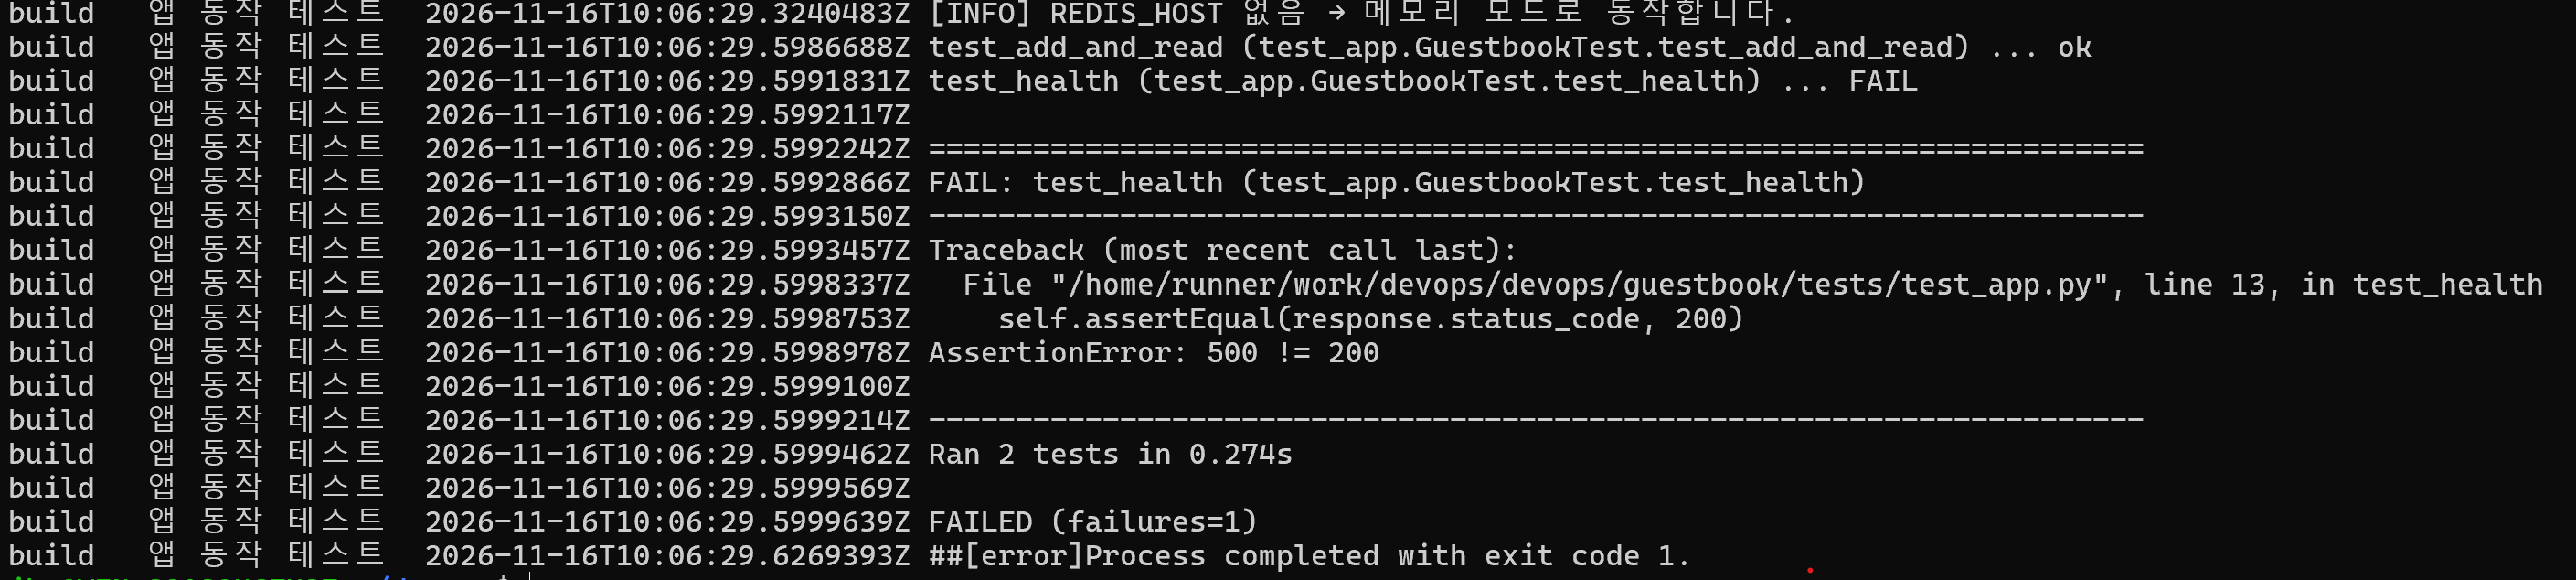 build 앱 동작 테스트 2026-11-16T10:06:29.3240483Z [INFO] REDIS_HOST 없음 → 메모리 모드로 동작합니다.
build 앱 동작 테스트 2026-11-16T10:06:29.5986688Z test_add_and_read (test_app.GuestbookTest.test_add_and_read) ... ok
build 앱 동작 테스트 2026-11-16T10:06:29.5991831Z test_health (test_app.GuestbookTest.test_health) ... FAIL
build 앱 동작 테스트 2026-11-16T10:06:29.5992117Z
build 앱 동작 테스트 2026-11-16T10:06:29.5992242Z ======================================================================
build 앱 동작 테스트 2026-11-16T10:06:29.5992866Z FAIL: test_health (test_app.GuestbookTest.test_health)
build 앱 동작 테스트 2026-11-16T10:06:29.5993150Z ----------------------------------------------------------------------
build 앱 동작 테스트 2026-11-16T10:06:29.5993457Z Traceback (most recent call last):
build 앱 동작 테스트 2026-11-16T10:06:29.5998337Z   File "/home/runner/work/devops/devops/guestbook/tests/test_app.py", line 13, in test_health
build 앱 동작 테스트 2026-11-16T10:06:29.5998753Z     self.assertEqual(response.status_code, 200)
build 앱 동작 테스트 2026-11-16T10:06:29.5998978Z AssertionError: 500 != 200
build 앱 동작 테스트 2026-11-16T10:06:29.5999100Z
build 앱 동작 테스트 2026-11-16T10:06:29.5999214Z ----------------------------------------------------------------------
build 앱 동작 테스트 2026-11-16T10:06:29.5999462Z Ran 2 tests in 0.274s
build 앱 동작 테스트 2026-11-16T10:06:29.5999569Z
build 앱 동작 테스트 2026-11-16T10:06:29.5999639Z FAILED (failures=1)
build 앱 동작 테스트 2026-11-16T10:06:29.6269393Z ##[error]Process completed with exit code 1.